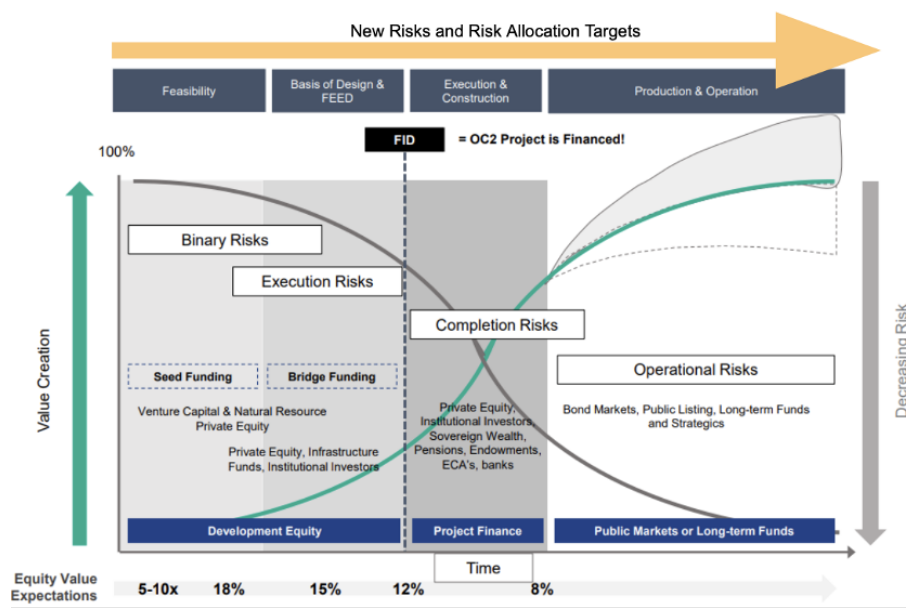 New Risks and Risk Allocation Targets
Feasibility
Basis of Design &
FEED
Execution &
Construction
Production & Operation
FID
= OC2 Project is Financed!
100%
Binary Risks
Execution Risks
Completion Risks
Operational Risks
Value Creation
Decreasing Risk
Seed Funding
Bridge Funding
Venture Capital & Natural Resource
Private Equity
Private Equity, Infrastructure
Funds, Institutional Investors
Private Equity,
Institutional Investors,
Sovereign Wealth,
Pensions, Endowments,
ECA's, banks
Bond Markets, Public Listing, Long-term Funds
and Strategics
Development Equity
Project Finance
Public Markets or Long-term Funds
Time
Equity Value
Expectations
5-10x 18% 15% 12% 8%